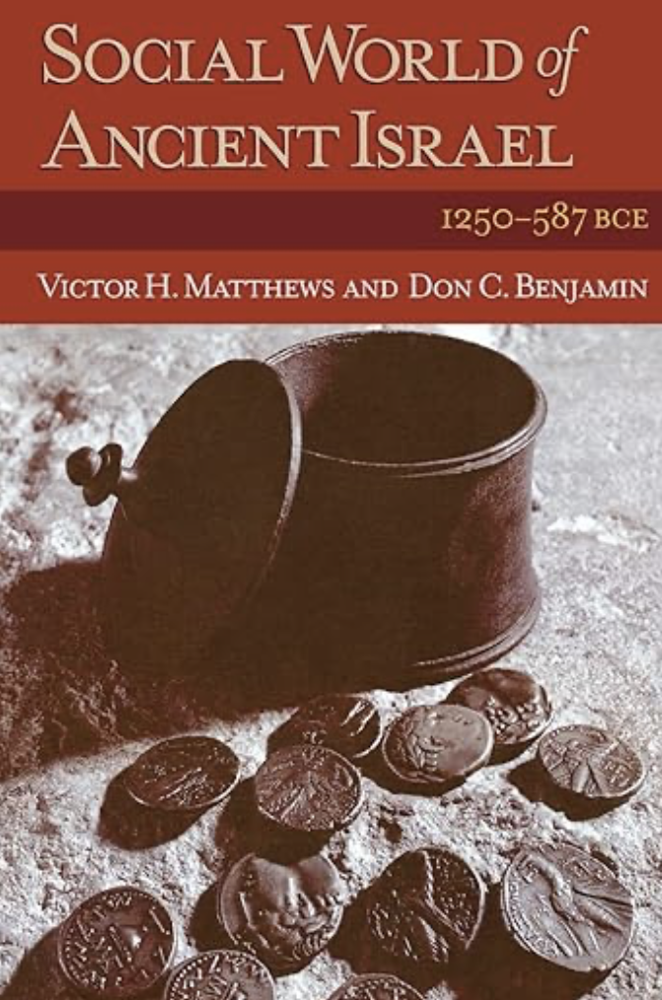 SOCIAL WORLD of
ANCIENT ISRAEL
1250–587 BCE
VICTOR H. MATTHEWS AND DON C. BENJAMIN